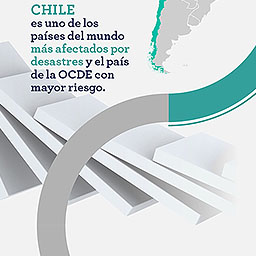 CHILE
es uno de los
países del mundo
más afectados por
desastres y el país
de la OCDE con
mayor riesgo.